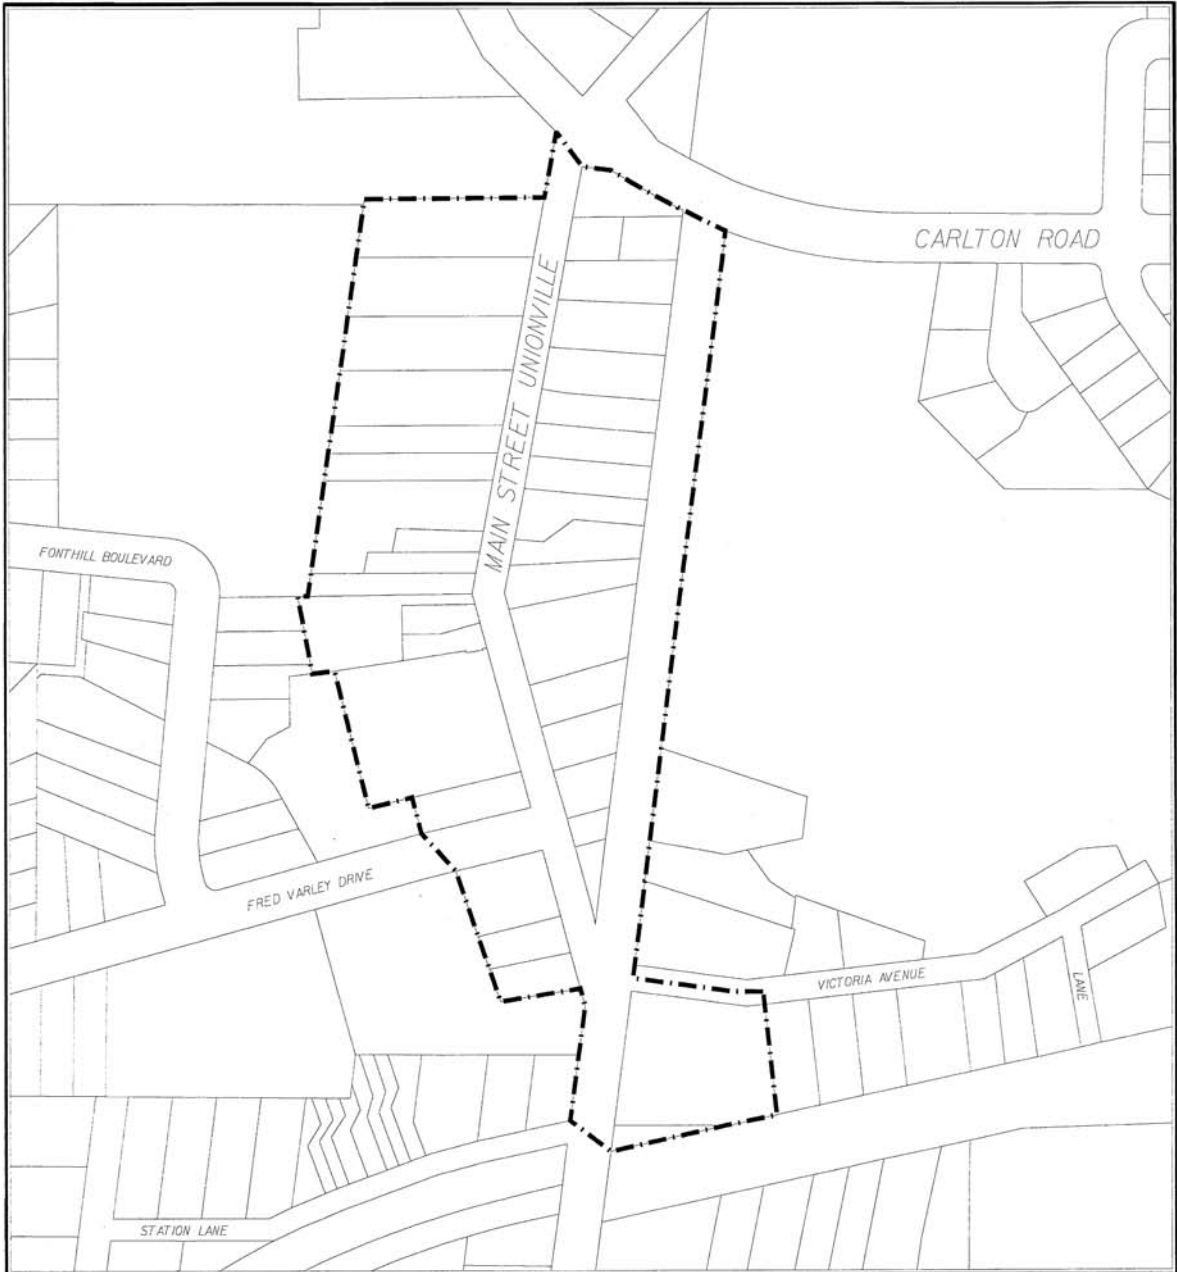 CARLTON ROAD
MAIN STREET UNIONVILLE
FONTHILL BOULEVARD
FRED VARLEY DRIVE
VICTORIA AVENUE
LANE
STATION LANE